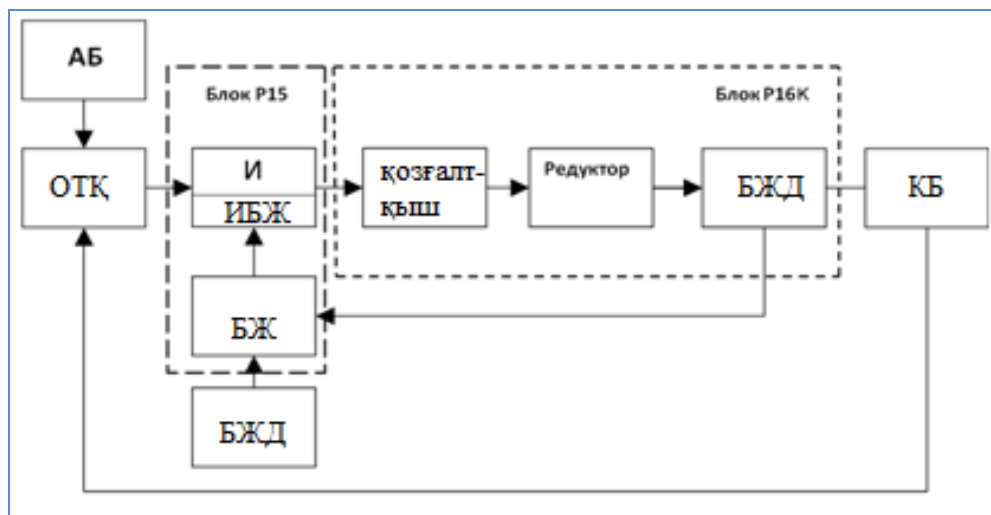 АБ
Блок Р15
Блок Р16К
ОТҚ
И
ИБЖ
қозғалт-
қыш
Редуктор
БЖД
КБ
БЖ
БЖД